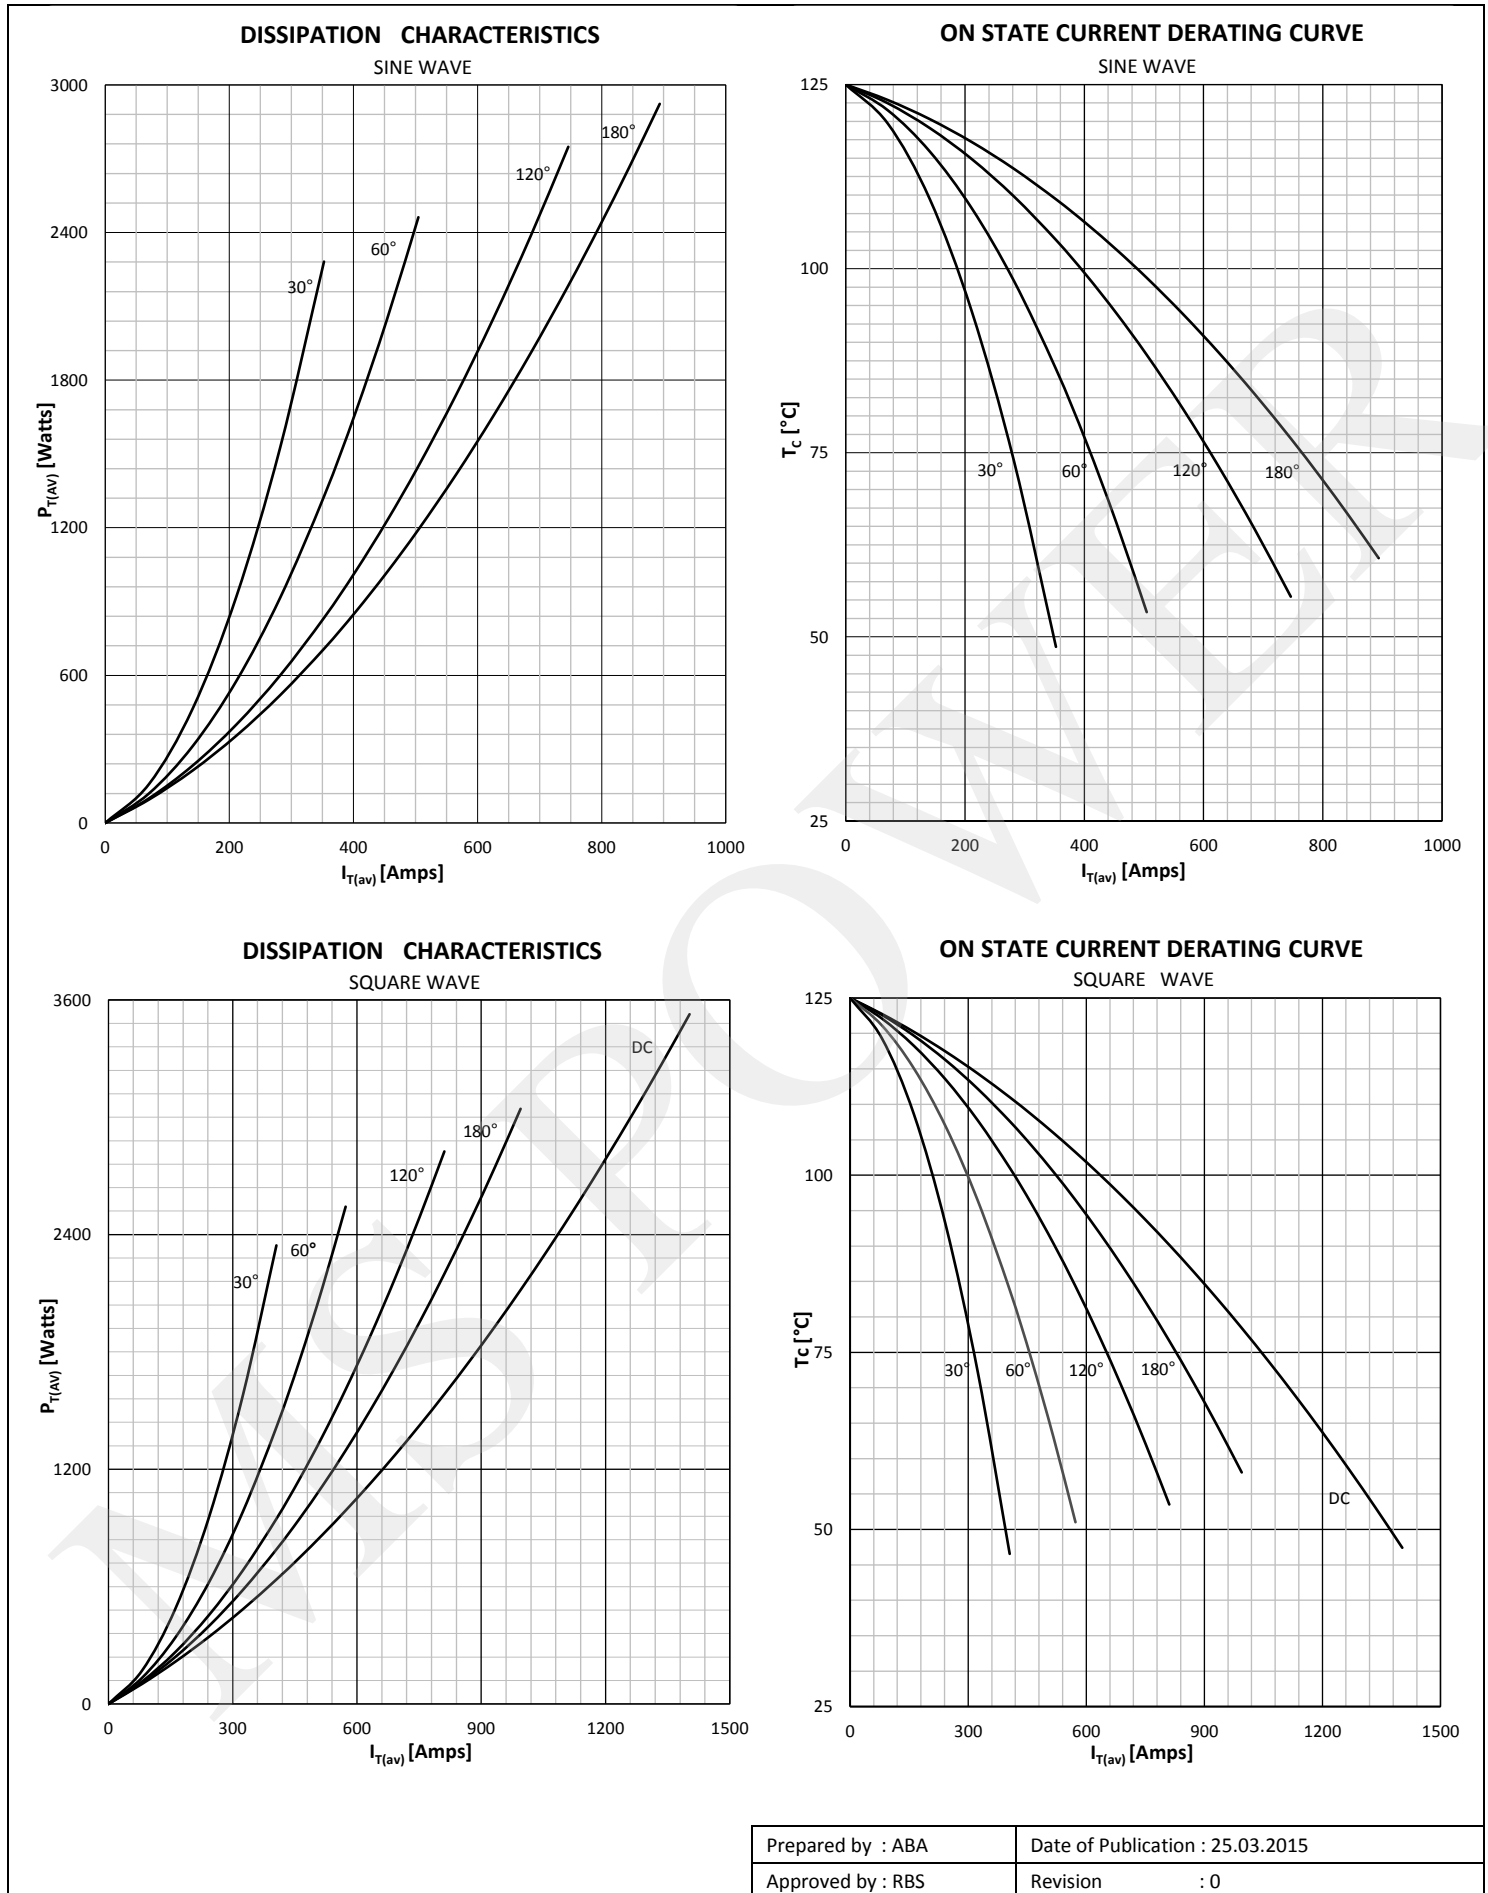 DISSIPATION CHARACTERISTICS
SINE WAVE
3000
2400
1800
1200
600
0
P_T(AV) [Watts]
30°
60°
120°
180°
0 200 400 600 800 1000
I_T(av) [Amps]
ON STATE CURRENT DERATING CURVE
SINE WAVE
125
100
75
50
25
T_C [°C]
30° 60° 120° 180°
0 200 400 600 800 1000
I_T(av) [Amps]
DISSIPATION CHARACTERISTICS
SQUARE WAVE
3600
2400
1200
0
P_T(AV) [Watts]
30°
60°
120°
180°
DC
0 300 600 900 1200 1500
I_T(av) [Amps]
ON STATE CURRENT DERATING CURVE
SQUARE WAVE
125
100
75
50
25
Tc [°C]
30° 60° 120° 180°
DC
0 300 600 900 1200 1500
I_T(av) [Amps]
MS POWER
Prepared by : ABA
Date of Publication : 25.03.2015
Approved by : RBS
Revision : 0